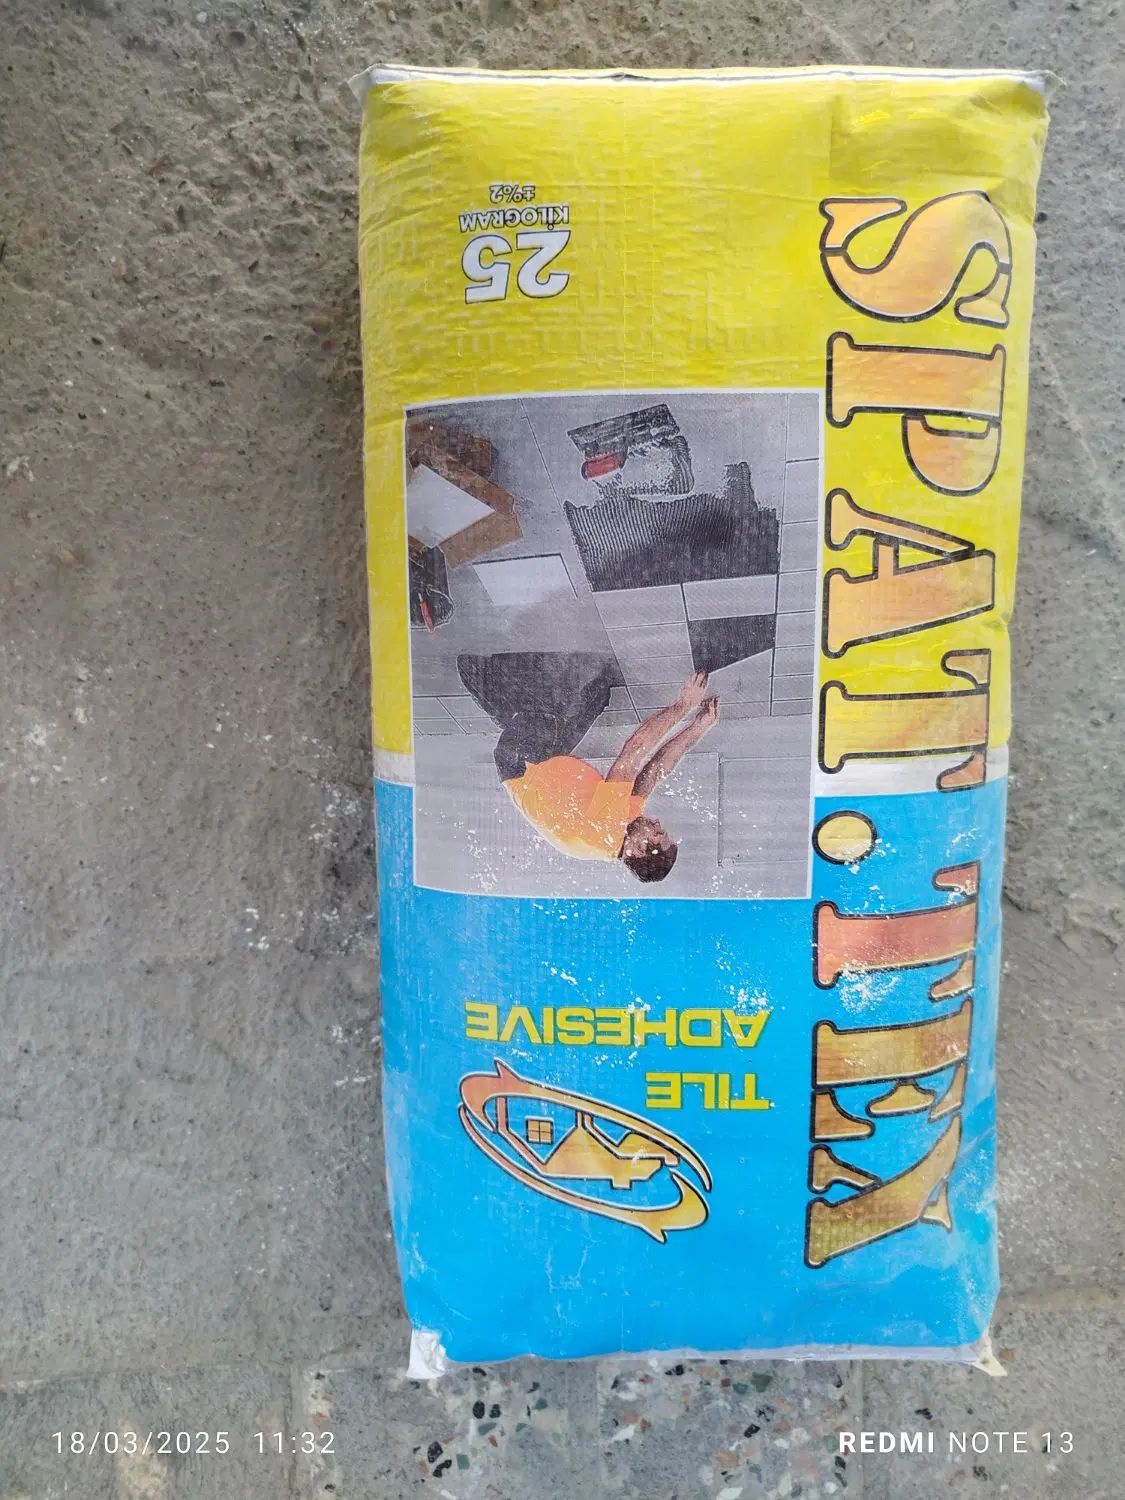 SPAT.TEX
TILE
ADHESIVE
25
KİLOGRAM
±%2
18/03/2025 11:32
REDMI NOTE 13